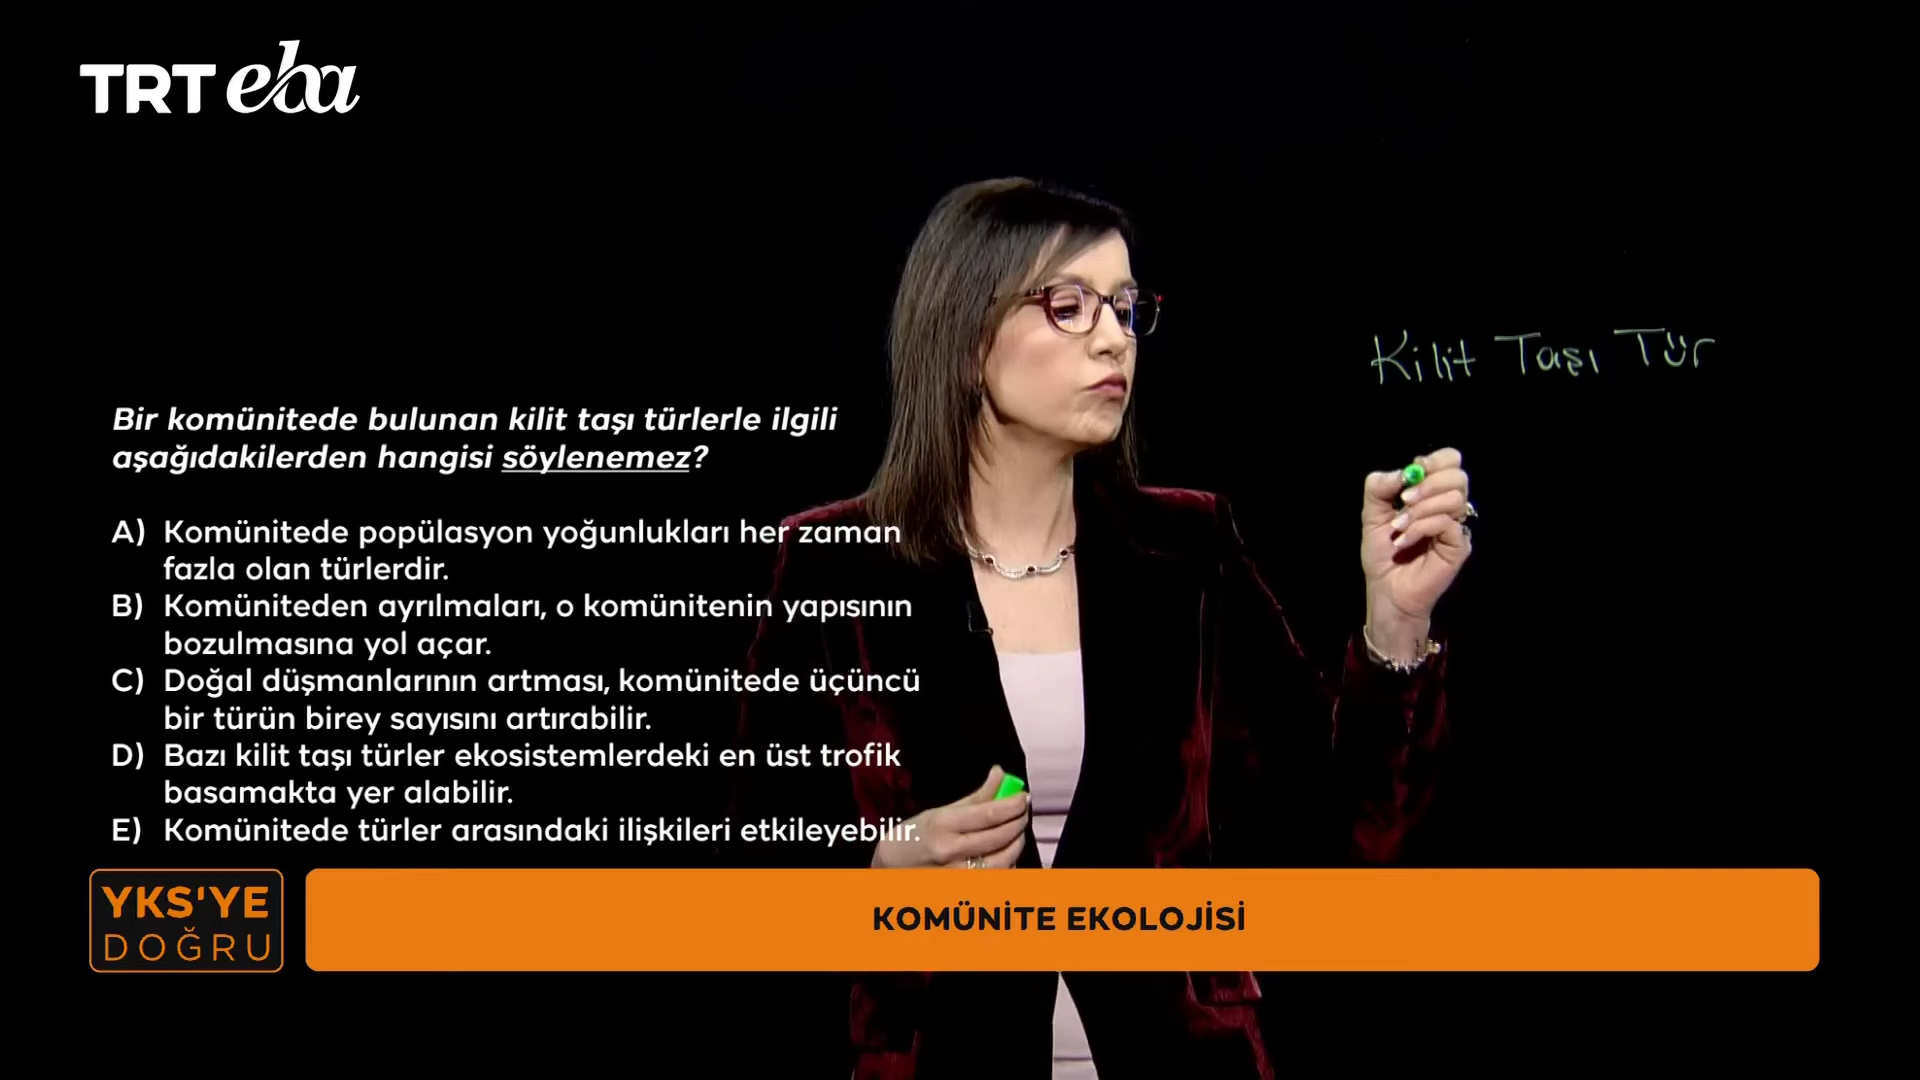 TRT eba
Kilit Taşı Tür
Bir komünitede bulunan kilit taşı türlerle ilgili
aşağıdakilerden hangisi söylenemez?
A) Komünitede popülasyon yoğunlukları her zaman
fazla olan türlerdir.
B) Komüniteden ayrılmaları, o komünitenin yapısının
bozulmasına yol açar.
C) Doğal düşmanlarının artması, komünitede üçüncü
bir türün birey sayısını artırabilir.
D) Bazı kilit taşı türler ekosistemlerdeki en üst trofik
basamakta yer alabilir.
E) Komünitede türler arasındaki ilişkileri etkileyebilir.
YKS'YE
DOĞRU
KOMÜNİTE EKOLOJİSİ